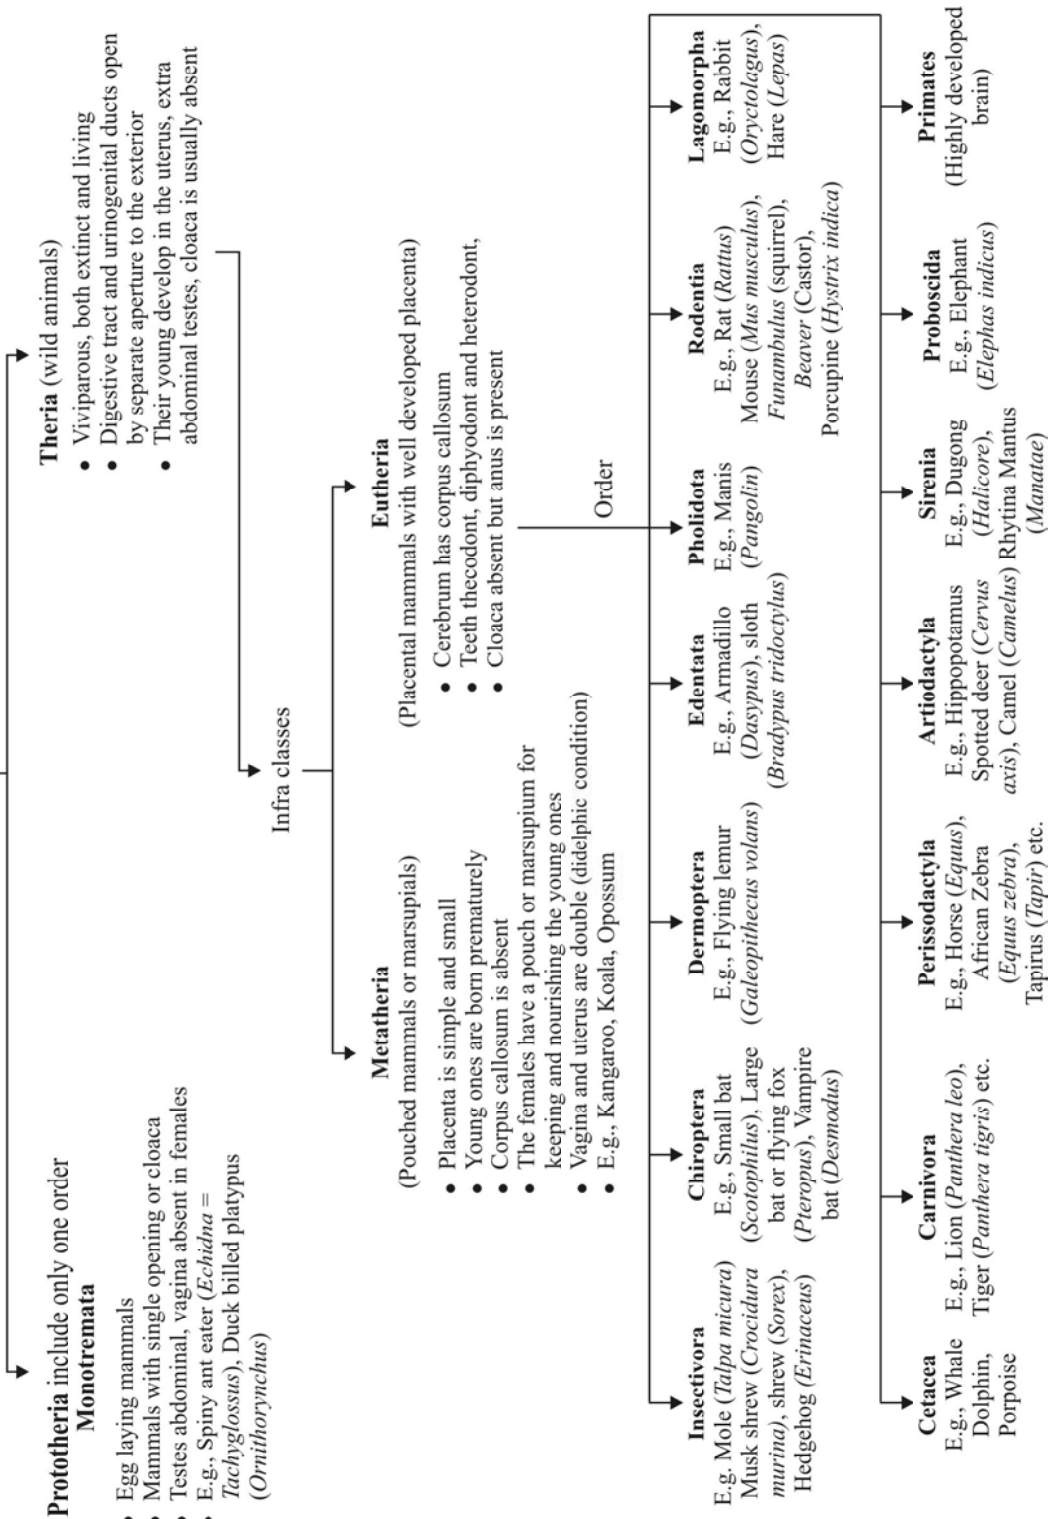 Prototheria include only one order
Monotremata
• Egg laying mammals
• Mammals with single opening or cloaca
• Testes abdominal, vagina absent in females
• E.g., Spiny ant eater (Echidna =
Tachyglossus), Duck billed platypus
(Ornithorynchus)
Theria (wild animals)
• Viviparous, both extinct and living
• Digestive tract and urinogenital ducts open
by separate aperture to the exterior
• Their young develop in the uterus, extra
abdominal testes, cloaca is usually absent
Infra classes
Metatheria
(Pouched mammals or marsupials)
• Placenta is simple and small
• Young ones are born prematurely
• Corpus callosum is absent
• The females have a pouch or marsupium for
keeping and nourishing the young ones
• Vagina and uterus are double (didelphic condition)
• E.g., Kangaroo, Koala, Opossum
Eutheria
(Placental mammals with well developed placenta)
• Cerebrum has corpus callosum
• Teeth thecodont, diphyodont and heterodont,
• Cloaca absent but anus is present
Order
Insectivora
E.g. Mole (Talpa micura)
Musk shrew (Crocidura
murina), shrew (Sorex),
Hedgehog (Erinaceus)
Chiroptera
E.g., Small bat
(Scotophilus), Large
bat or flying fox
(Pteropus), Vampire
bat (Desmodus)
Dermoptera
E.g., Flying lemur
(Galeopithecus volans)
Edentata
E.g., Armadillo
(Dasypus), sloth
(Bradypus tridoctylus)
Pholidota
E.g., Manis
(Pangolin)
Rodentia
E.g., Rat (Rattus)
Mouse (Mus musculus),
Funambulus (squirrel),
Beaver (Castor),
Porcupine (Hystrix indica)
Lagomorpha
E.g., Rabbit
(Oryctolagus),
Hare (Lepas)
Cetacea
E.g., Whale
Dolphin,
Porpoise
Carnivora
E.g., Lion (Panthera leo),
Tiger (Panthera tigris) etc.
Perissodactyla
E.g., Horse (Equus),
African Zebra
(Equus zebra),
Tapirus (Tapir) etc.
Artiodactyla
E.g., Hippopotamus
Spotted deer (Cervus
axis), Camel (Camelus)
Sirenia
E.g., Dugong
(Halicore),
Rhytina Mantus
(Manatae)
Proboscida
E.g., Elephant
(Elephas indicus)
Primates
(Highly developed
brain)